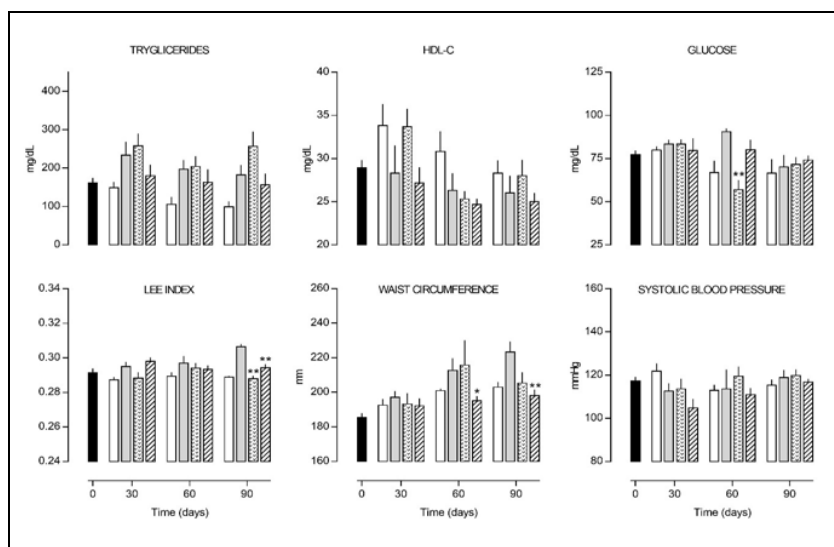 TRYGLICERIDES
mg/dL
400
300
200
100
0
HDL-C
mg/dL
40
35
30
25
20
GLUCOSE
mg/dL
125
100
75
50
25
**
LEE INDEX
0.34
0.32
0.30
0.28
0.26
0.24
**
**
0 30 60 90
Time (days)
WAIST CIRCUMFERENCE
mm
260
240
220
200
180
160
*
**
0 30 60 90
Time (days)
SYSTOLIC BLOOD PRESSURE
mmHg
160
140
120
100
80
0 30 60 90
Time (days)